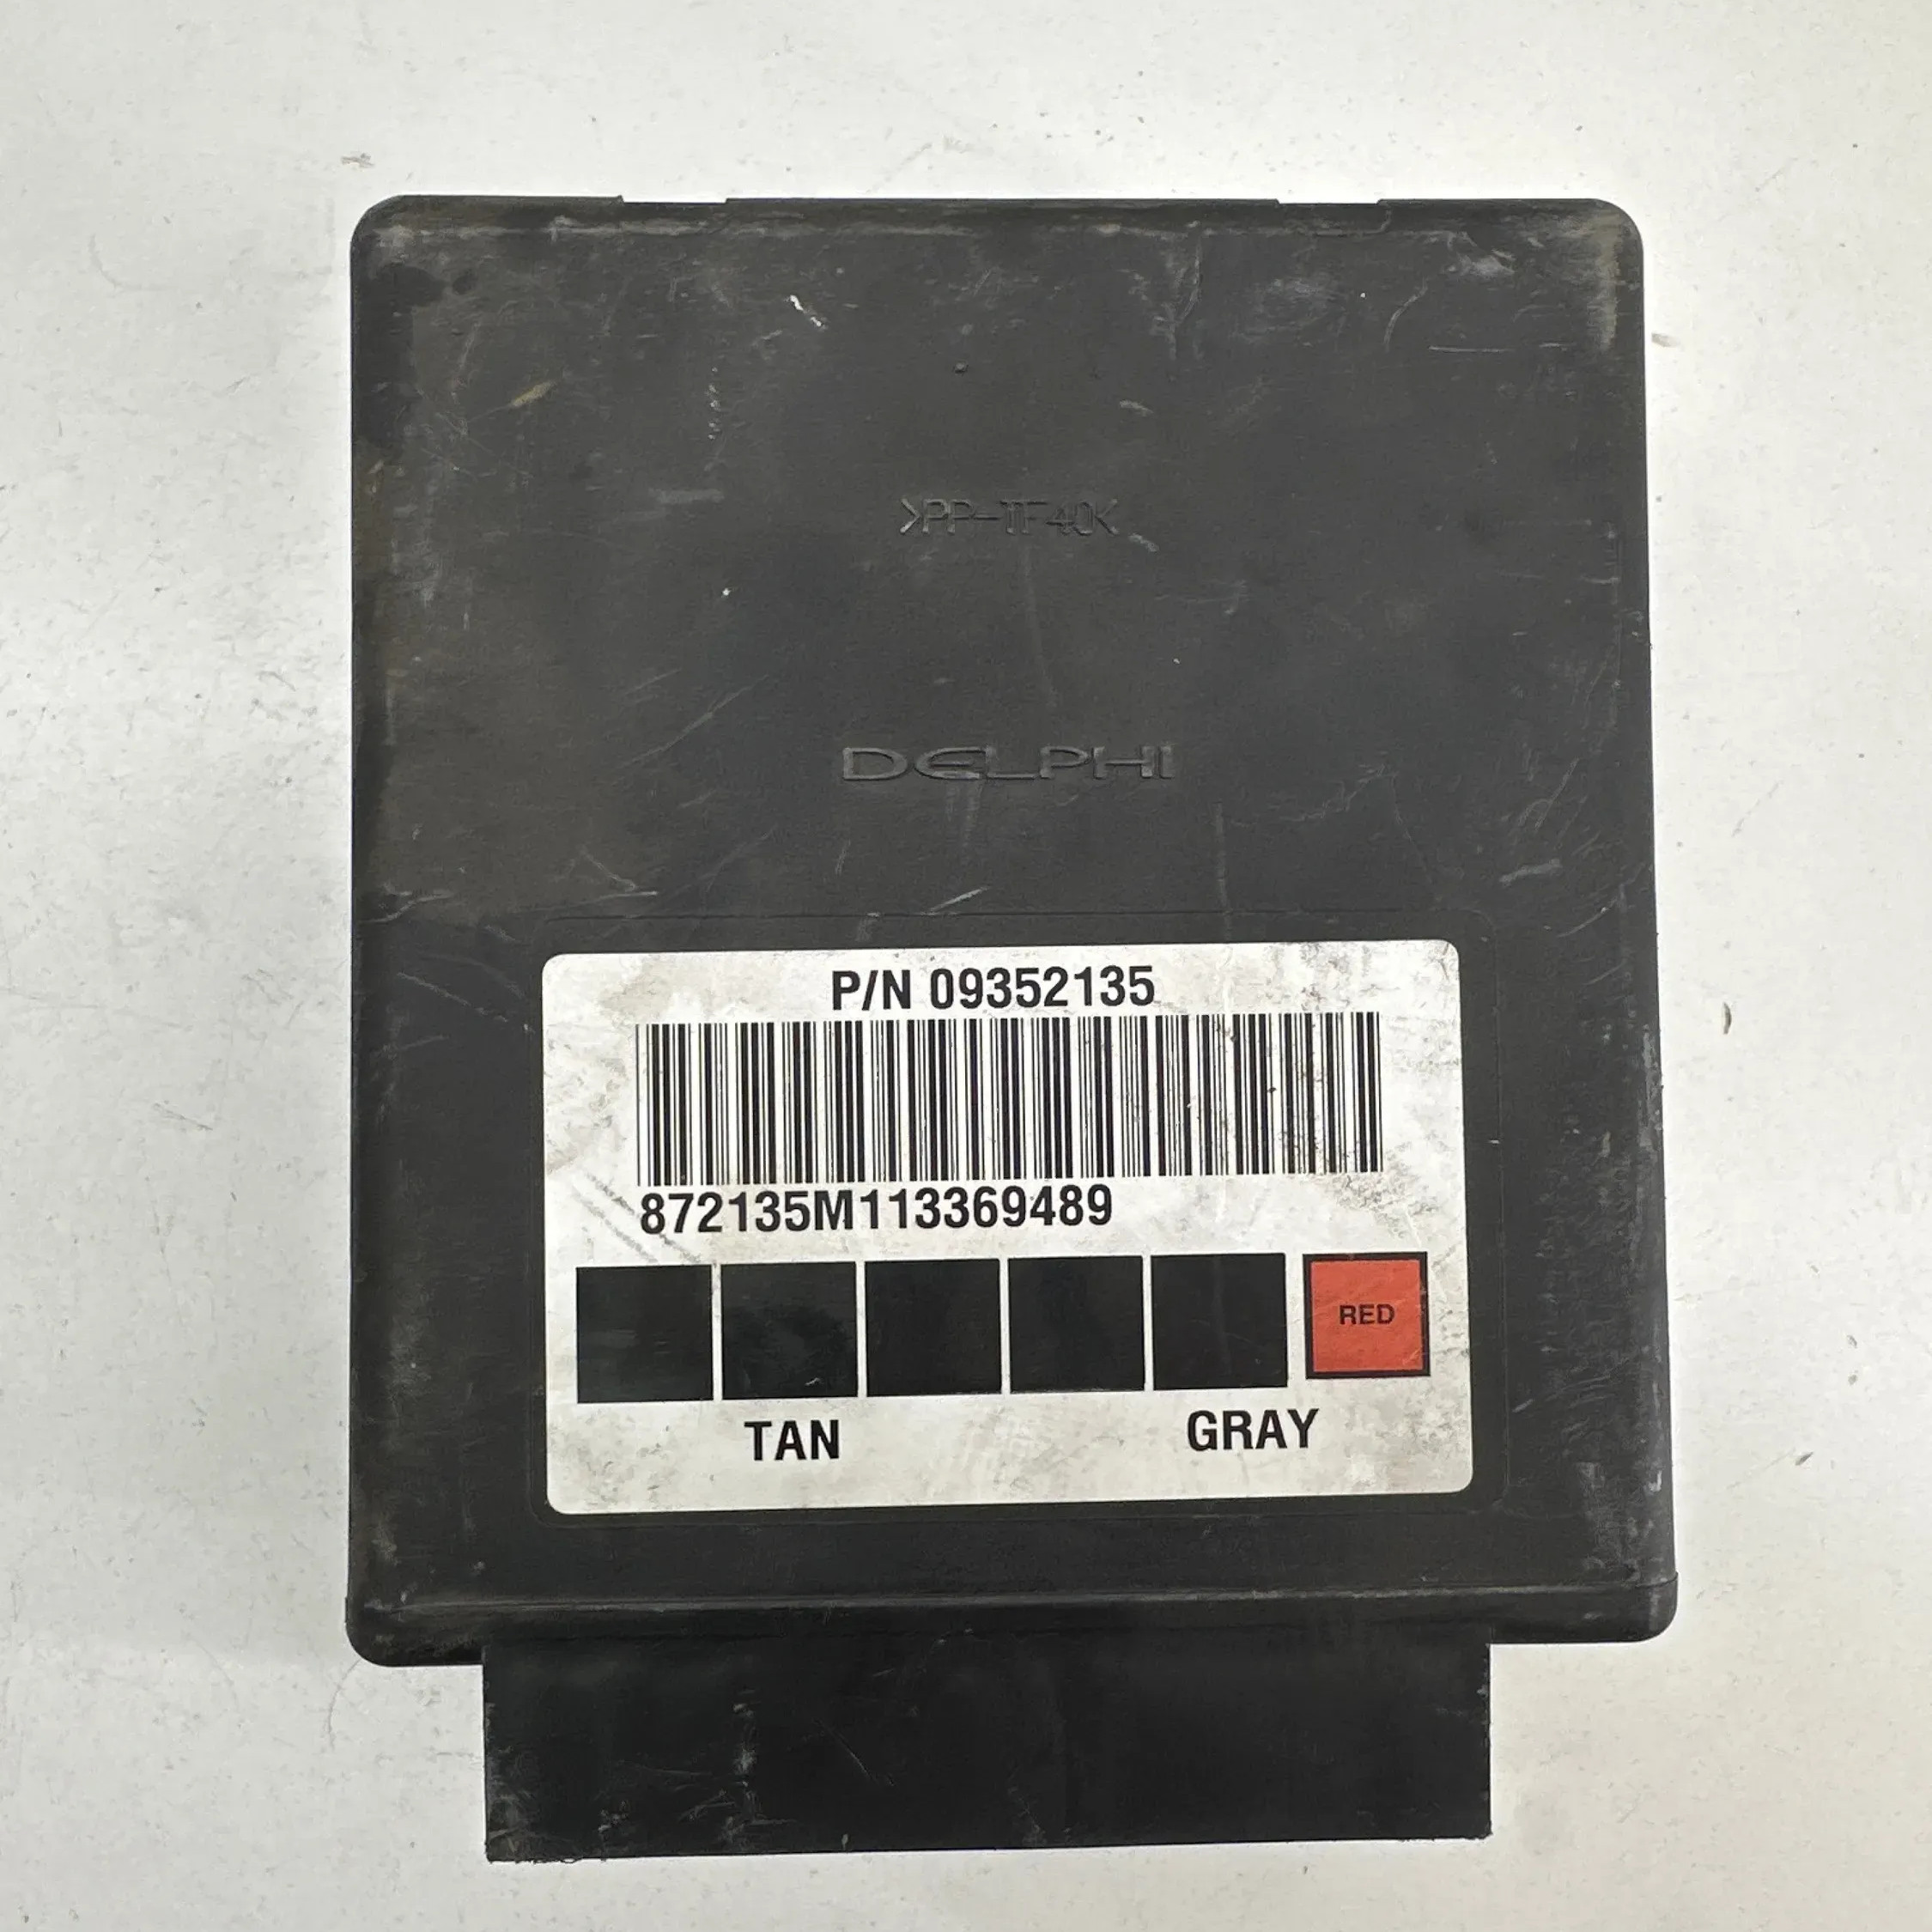 >PP-TF40<
DELPHI
P/N 09352135
872135M113369489
RED
TAN GRAY